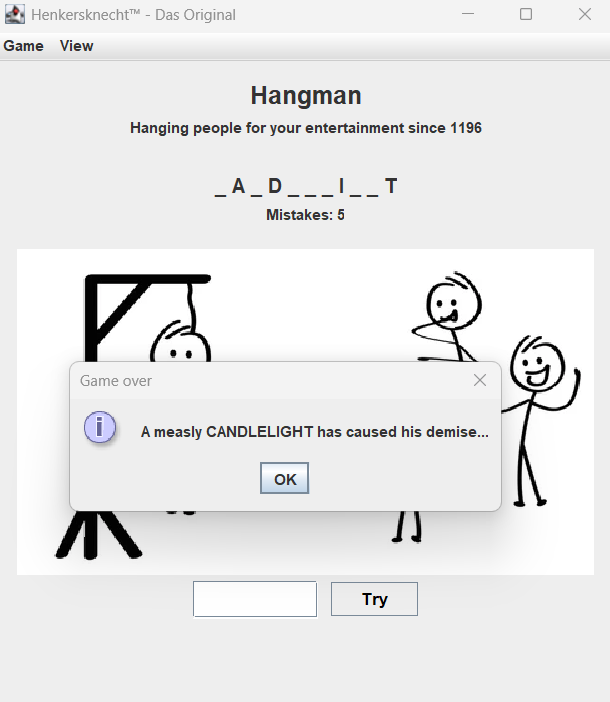 Henkersknecht™ - Das Original
Game View
Hangman
Hanging people for your entertainment since 1196
_ A _ D _ _ _ I _ _ T
Mistakes: 5
Game over
i
A measly CANDLELIGHT has caused his demise...
OK
Try